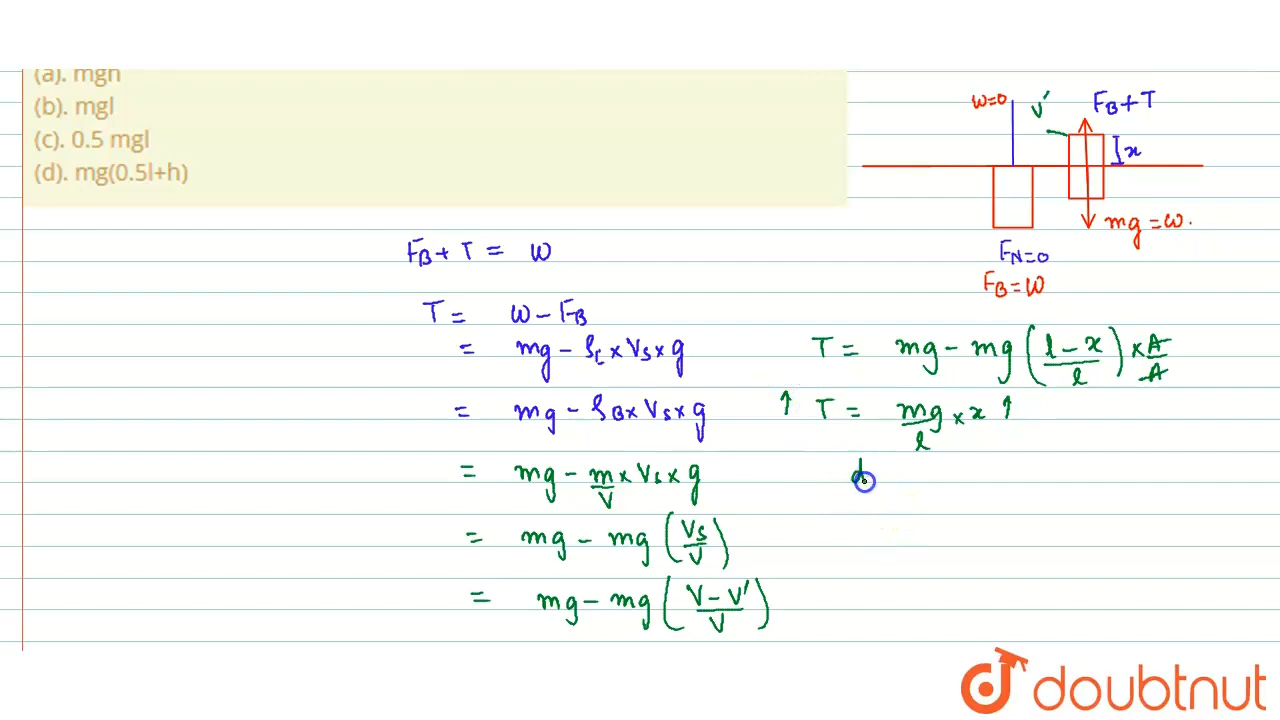 (a). mgh
(b). mgl
(c). 0.5 mgl
(d). mg(0.5l+h)
W=0
V'
F_B + T
x
mg = W.
F_N=0
F_B = W
F_B + T = W
T = W - F_B
= mg - ρ_L × V_S × g
= mg - ρ_B × V_S × g
= mg - m/V × V_S × g
= mg - mg (V_S/V)
= mg - mg (V - V'/V)
T = mg - mg (l - x/l) × A/A
↑ T = mg/l × x ↑
d
doubtnut